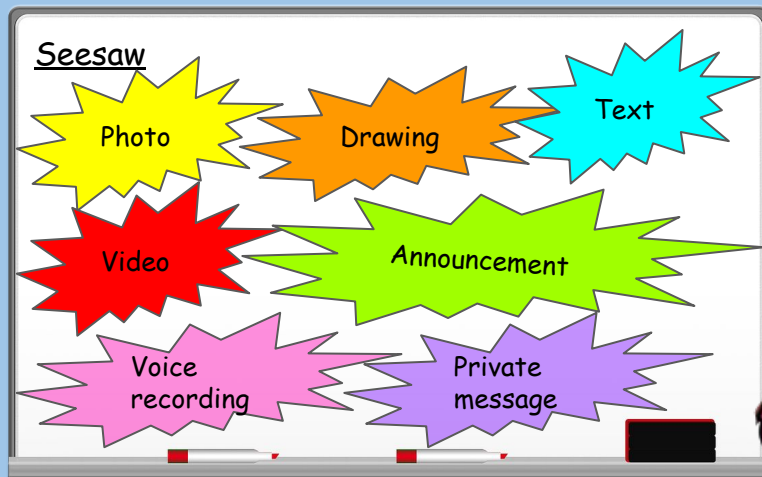 Seesaw
Photo
Drawing
Text
Video
Announcement
Voice
recording
Private
message